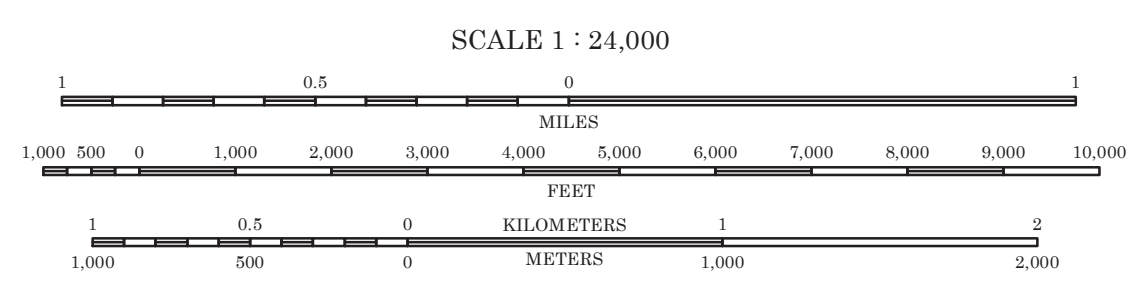 SCALE 1 : 24,000
1 0.5 0 1
MILES
1,000 500 0 1,000 2,000 3,000 4,000 5,000 6,000 7,000 8,000 9,000 10,000
FEET
1 0.5 0 KILOMETERS 1 2
1,000 500 0 METERS 1,000 2,000